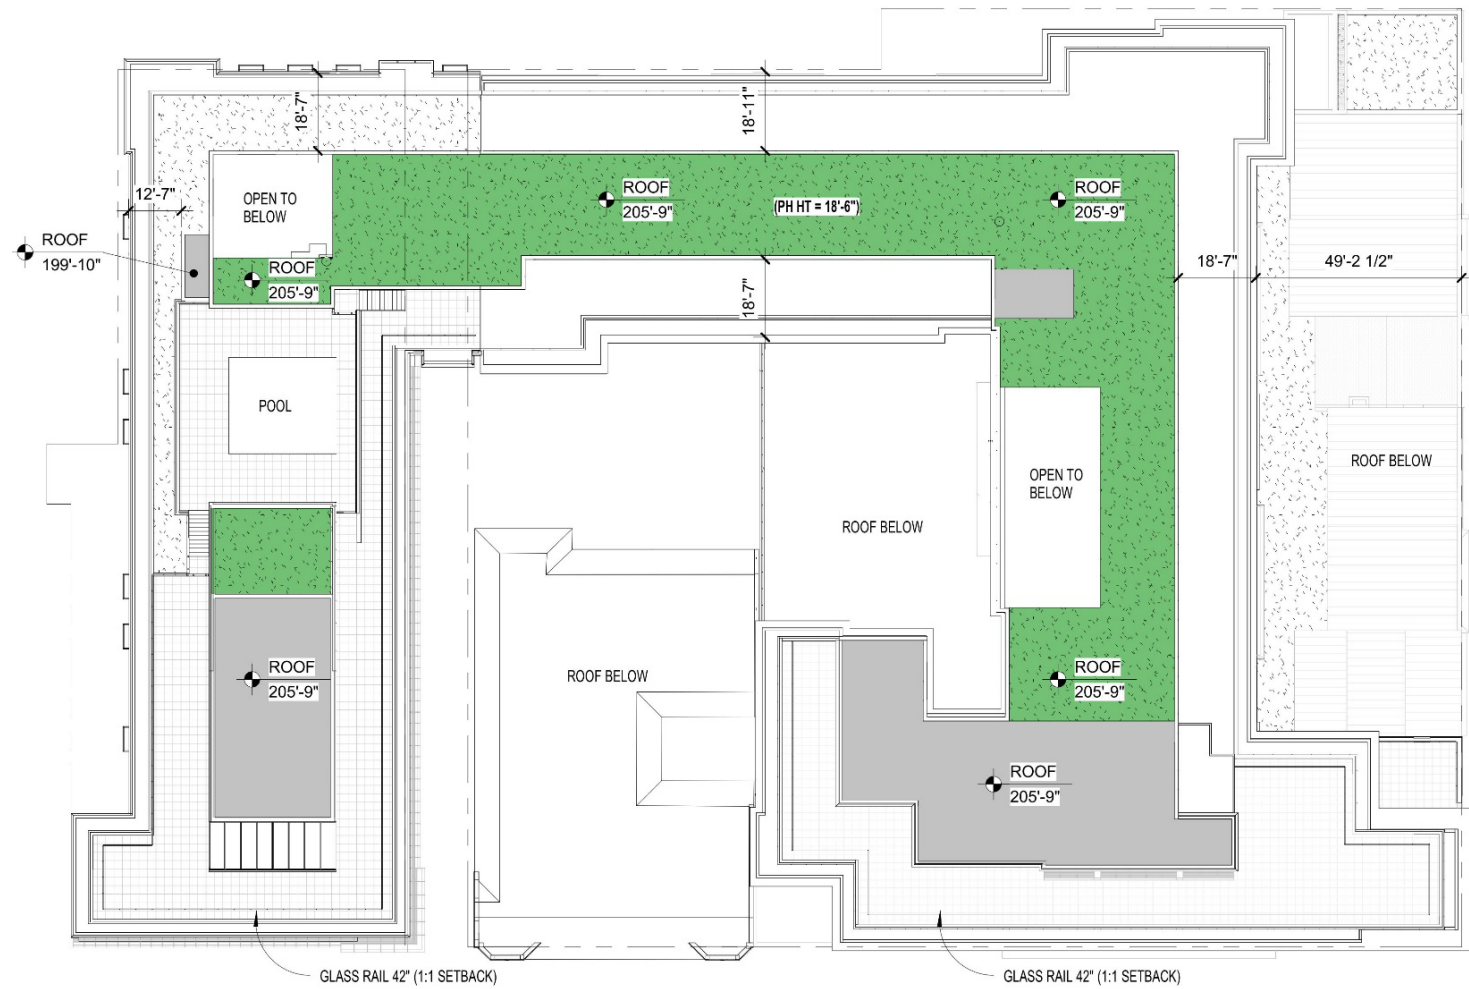 18'-7"
18'-11"
12'-7"
OPEN TO
BELOW
ROOF
205'-9"
(PH HT = 18'-6")
ROOF
205'-9"
ROOF
199'-10"
ROOF
205'-9"
18'-7"
18'-7"
49'-2 1/2"
POOL
OPEN TO
BELOW
ROOF BELOW
ROOF BELOW
ROOF BELOW
ROOF
205'-9"
ROOF
205'-9"
ROOF
205'-9"
GLASS RAIL 42" (1:1 SETBACK)
GLASS RAIL 42" (1:1 SETBACK)